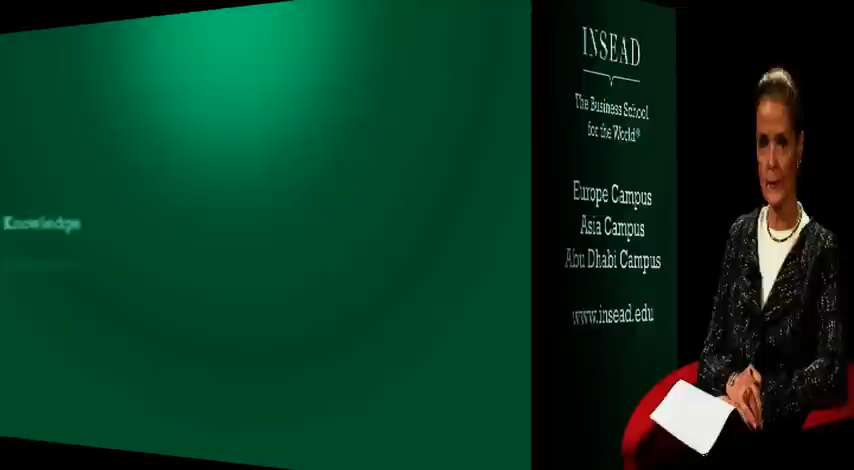 Knowledge
INSEAD
The Business School
for the World®
Europe Campus
Asia Campus
Abu Dhabi Campus
www.insead.edu